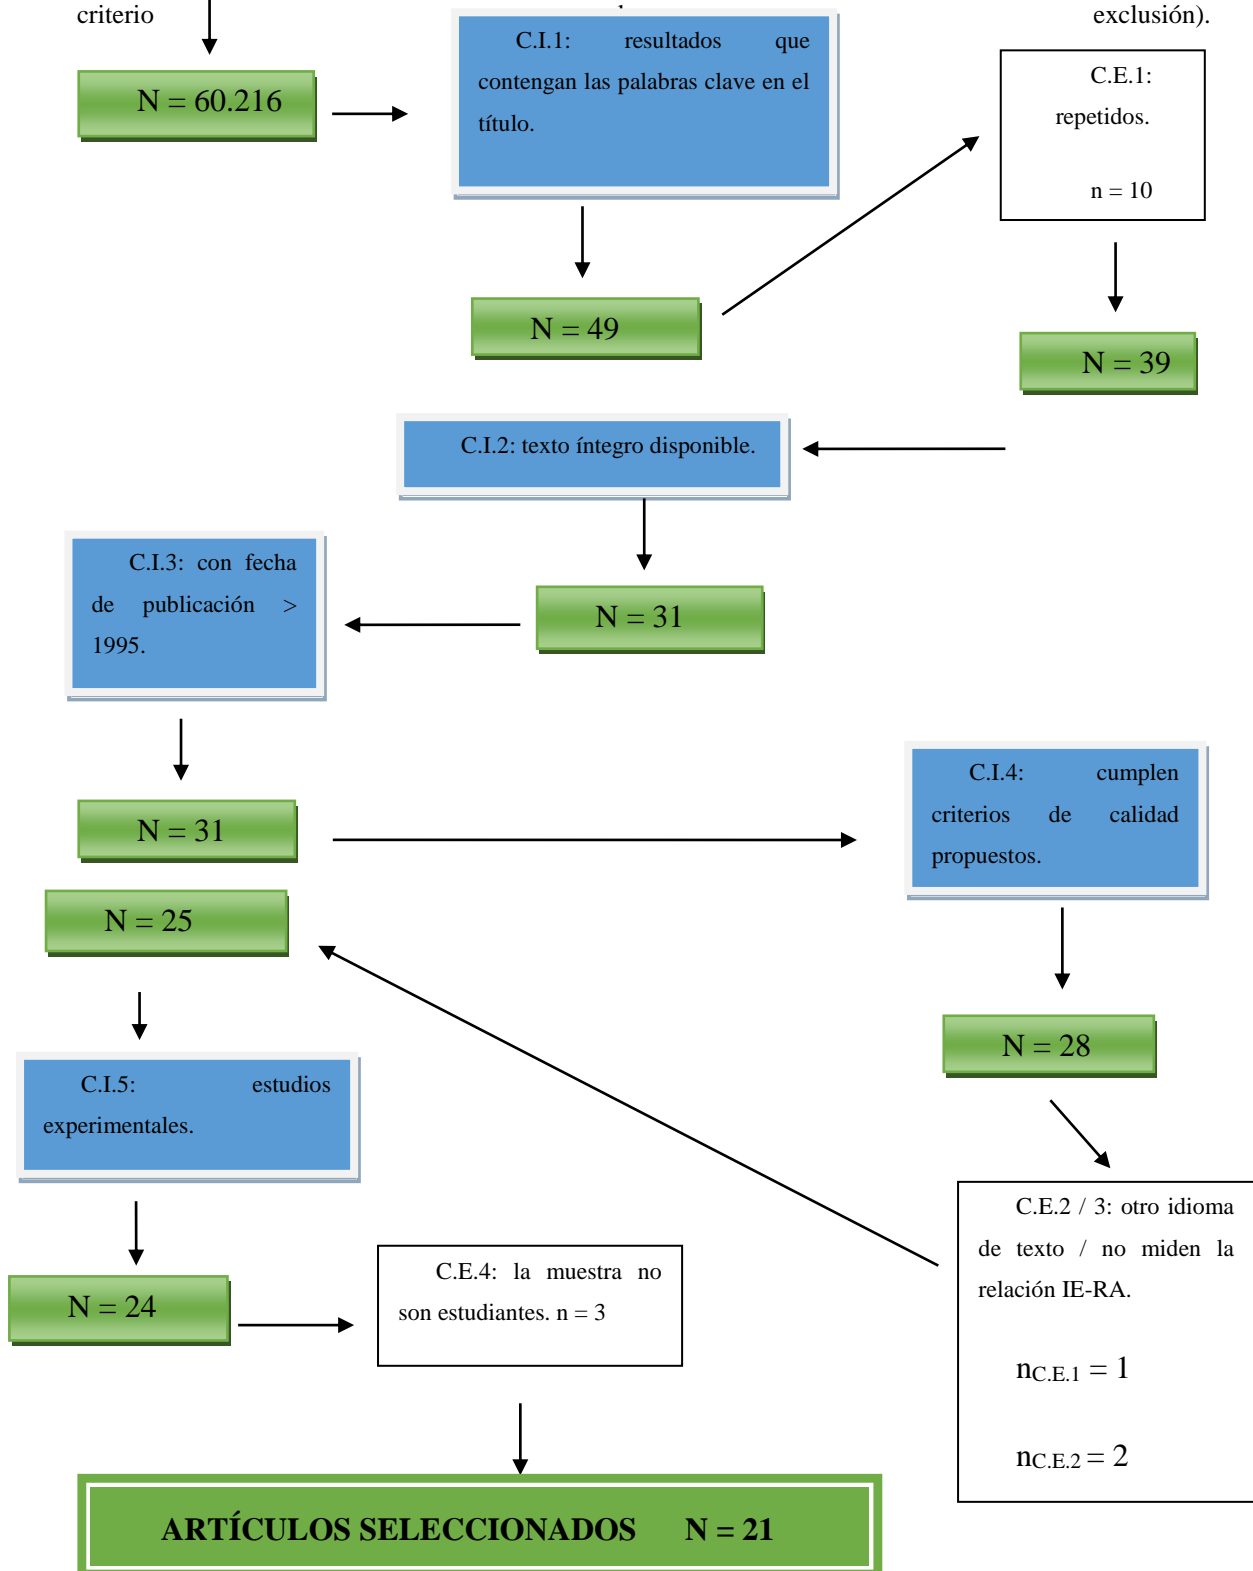 criterio exclusión).
N = 60.216
C.I.1: resultados que
contengan las palabras clave en el
título.
C.E.1:
repetidos.
n = 10
N = 49
N = 39
C.I.2: texto íntegro disponible.
N = 31
C.I.3: con fecha
de publicación >
1995.
N = 31
C.I.4: cumplen
criterios de calidad
propuestos.
N = 28
C.E.2 / 3: otro idioma
de texto / no miden la
relación IE-RA.
nC.E.1 = 1
nC.E.2 = 2
N = 25
C.I.5: estudios
experimentales.
N = 24
C.E.4: la muestra no
son estudiantes. n = 3
ARTÍCULOS SELECCIONADOS N = 21